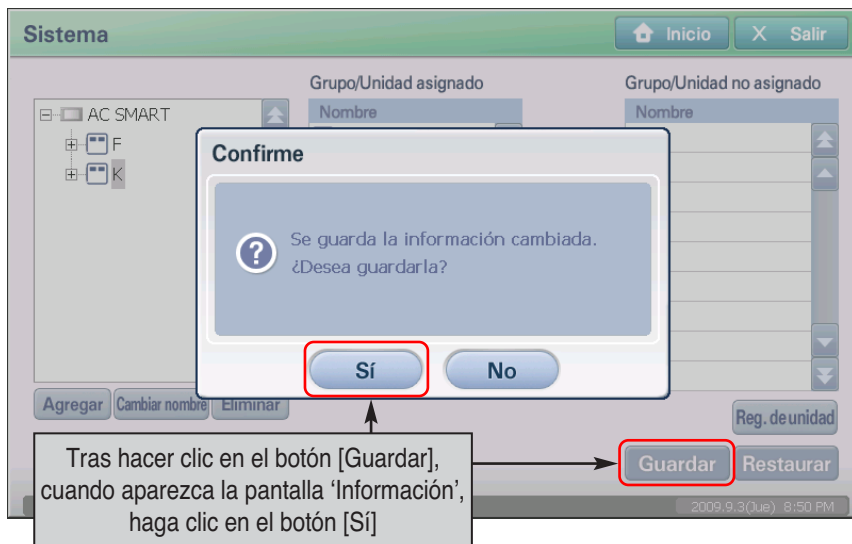 Sistema
Inicio
X Salir
Grupo/Unidad asignado
Grupo/Unidad no asignado
AC SMART
Nombre
Nombre
F
K
Confirme
Se guarda la información cambiada.
¿Desea guardarla?
Sí
No
Agregar
Cambiar nombre
Eliminar
Reg. de unidad
Guardar
Restaurar
Tras hacer clic en el botón [Guardar],
cuando aparezca la pantalla ‘Información’,
haga clic en el botón [Sí]
2009.9.3(Jue) 8:50 PM